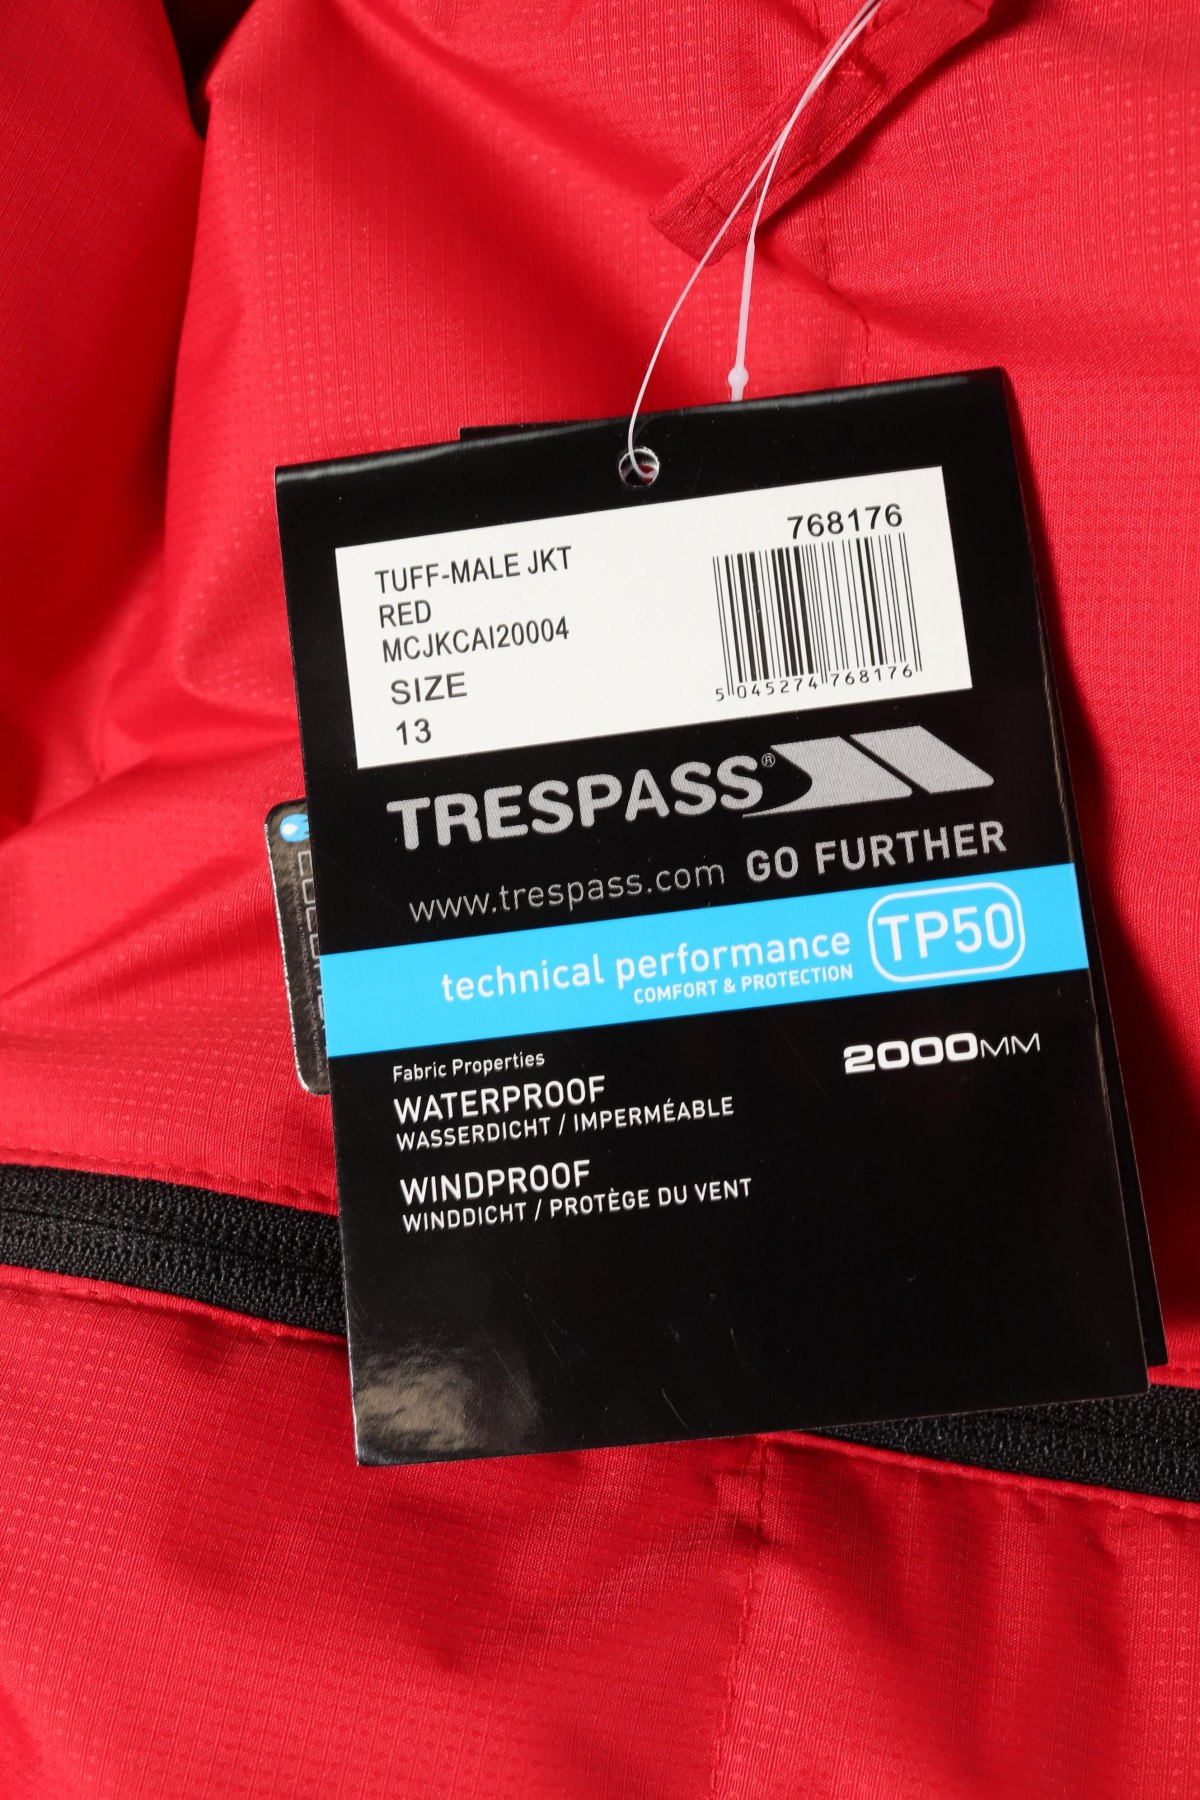 768176
TUFF-MALE JKT
RED
MCJKCAI20004
SIZE
13
5 045274 768176
TRESPASS®
www.trespass.com GO FURTHER
technical performance TP50
COMFORT & PROTECTION
Fabric Properties
2000MM
WATERPROOF
WASSERDICHT / IMPERMÉABLE
WINDPROOF
WINDDICHT / PROTÈGE DU VENT